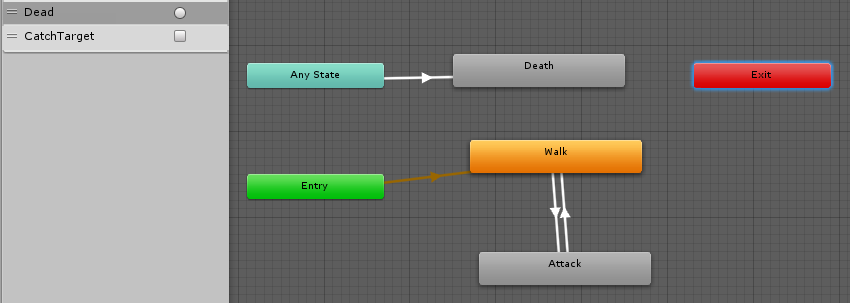 Dead
CatchTarget
Any State
Death
Exit
Walk
Entry
Attack